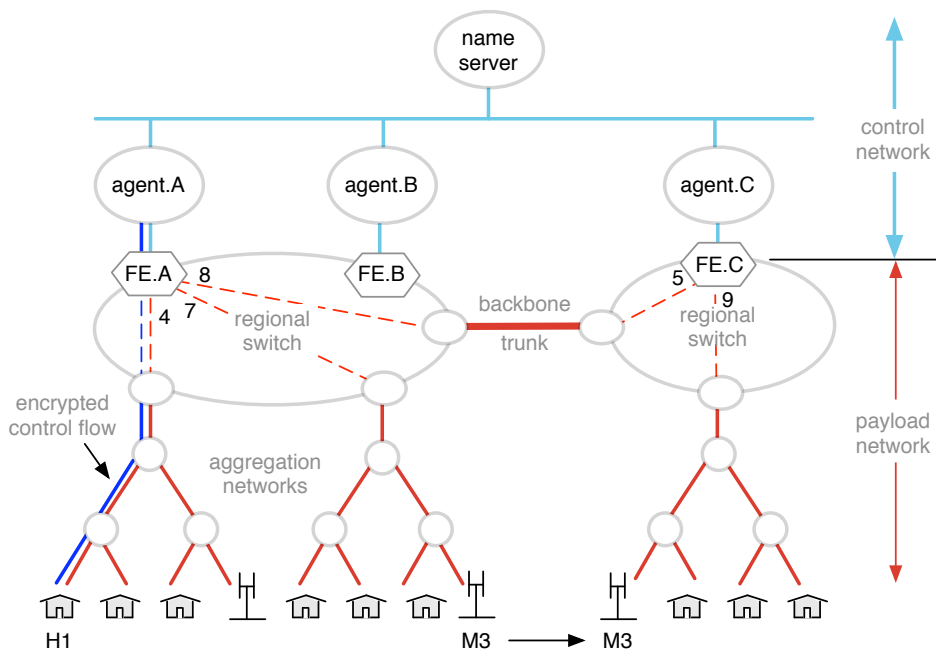 name
server
control
network
agent.A
agent.B
agent.C
FE.A
8
FE.B
FE.C
5
9
4
7
backbone
trunk
regional
switch
regional
switch
encrypted
control flow
aggregation
networks
payload
network
H1
M3
M3